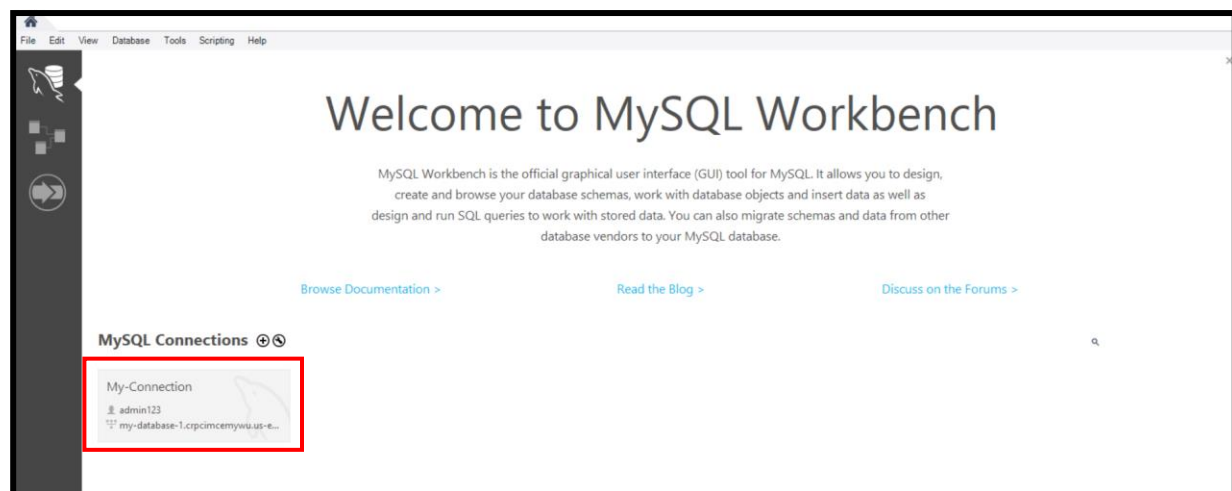 File Edit View Database Tools Scripting Help
Welcome to MySQL Workbench
MySQL Workbench is the official graphical user interface (GUI) tool for MySQL. It allows you to design,
create and browse your database schemas, work with database objects and insert data as well as
design and run SQL queries to work with stored data. You can also migrate schemas and data from other
database vendors to your MySQL database.
Browse Documentation > Read the Blog > Discuss on the Forums >
MySQL Connections
My-Connection
admin123
my-database-1.crpcimcemywu.us-e...